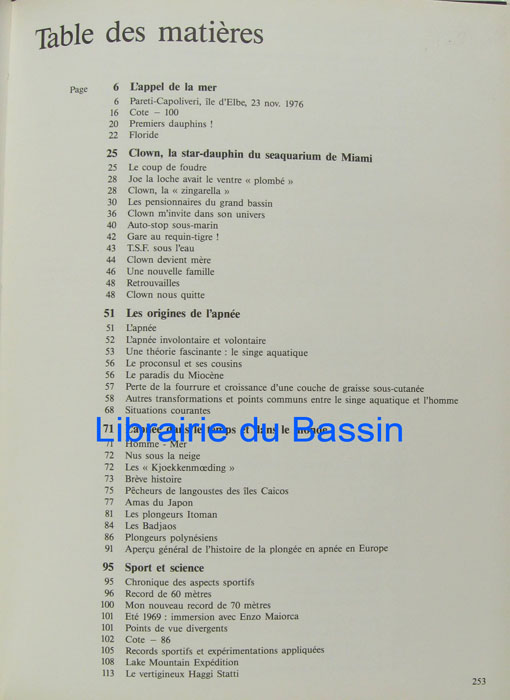 Table des matières
Page 6 L'appel de la mer
6 Pareti-Capoliveri, île d'Elbe, 23 nov. 1976
16 Cote – 100
20 Premiers dauphins !
22 Floride
25 Clown, la star-dauphin du seaquarium de Miami
25 Le coup de foudre
28 Joe la loche avait le ventre « plombé »
28 Clown, la « zingarella »
30 Les pensionnaires du grand bassin
36 Clown m'invite dans son univers
40 Auto-stop sous-marin
42 Gare au requin-tigre !
43 T.S.F. sous l'eau
44 Clown devient mère
46 Une nouvelle famille
48 Retrouvailles
48 Clown nous quitte
51 Les origines de l'apnée
51 L'apnée
52 L'apnée involontaire et volontaire
53 Une théorie fascinante : le singe aquatique
56 Le proconsul et ses cousins
56 Le paradis du Miocène
57 Perte de la fourrure et croissance d'une couche de graisse sous-cutanée
58 Autres transformations et points communs entre le singe aquatique et l'homme
68 Situations courantes
71 L'apnée dans le temps et dans le monde
Librairie du Bassin
71 Homme - Mer
72 Nus sous la neige
72 Les « Kjoekkenmœding »
73 Brève histoire
75 Pêcheurs de langoustes des îles Caicos
77 Amas du Japon
81 Les plongeurs Itoman
84 Les Badjaos
86 Plongeurs polynésiens
91 Aperçu général de l'histoire de la plongée en apnée en Europe
95 Sport et science
95 Chronique des aspects sportifs
96 Record de 60 mètres
100 Mon nouveau record de 70 mètres
101 Eté 1969 : immersion avec Enzo Maiorca
101 Points de vue divergents
102 Cote – 86
105 Records sportifs et expérimentations appliquées
108 Lake Mountain Expédition
113 Le vertigineux Haggi Statti
253